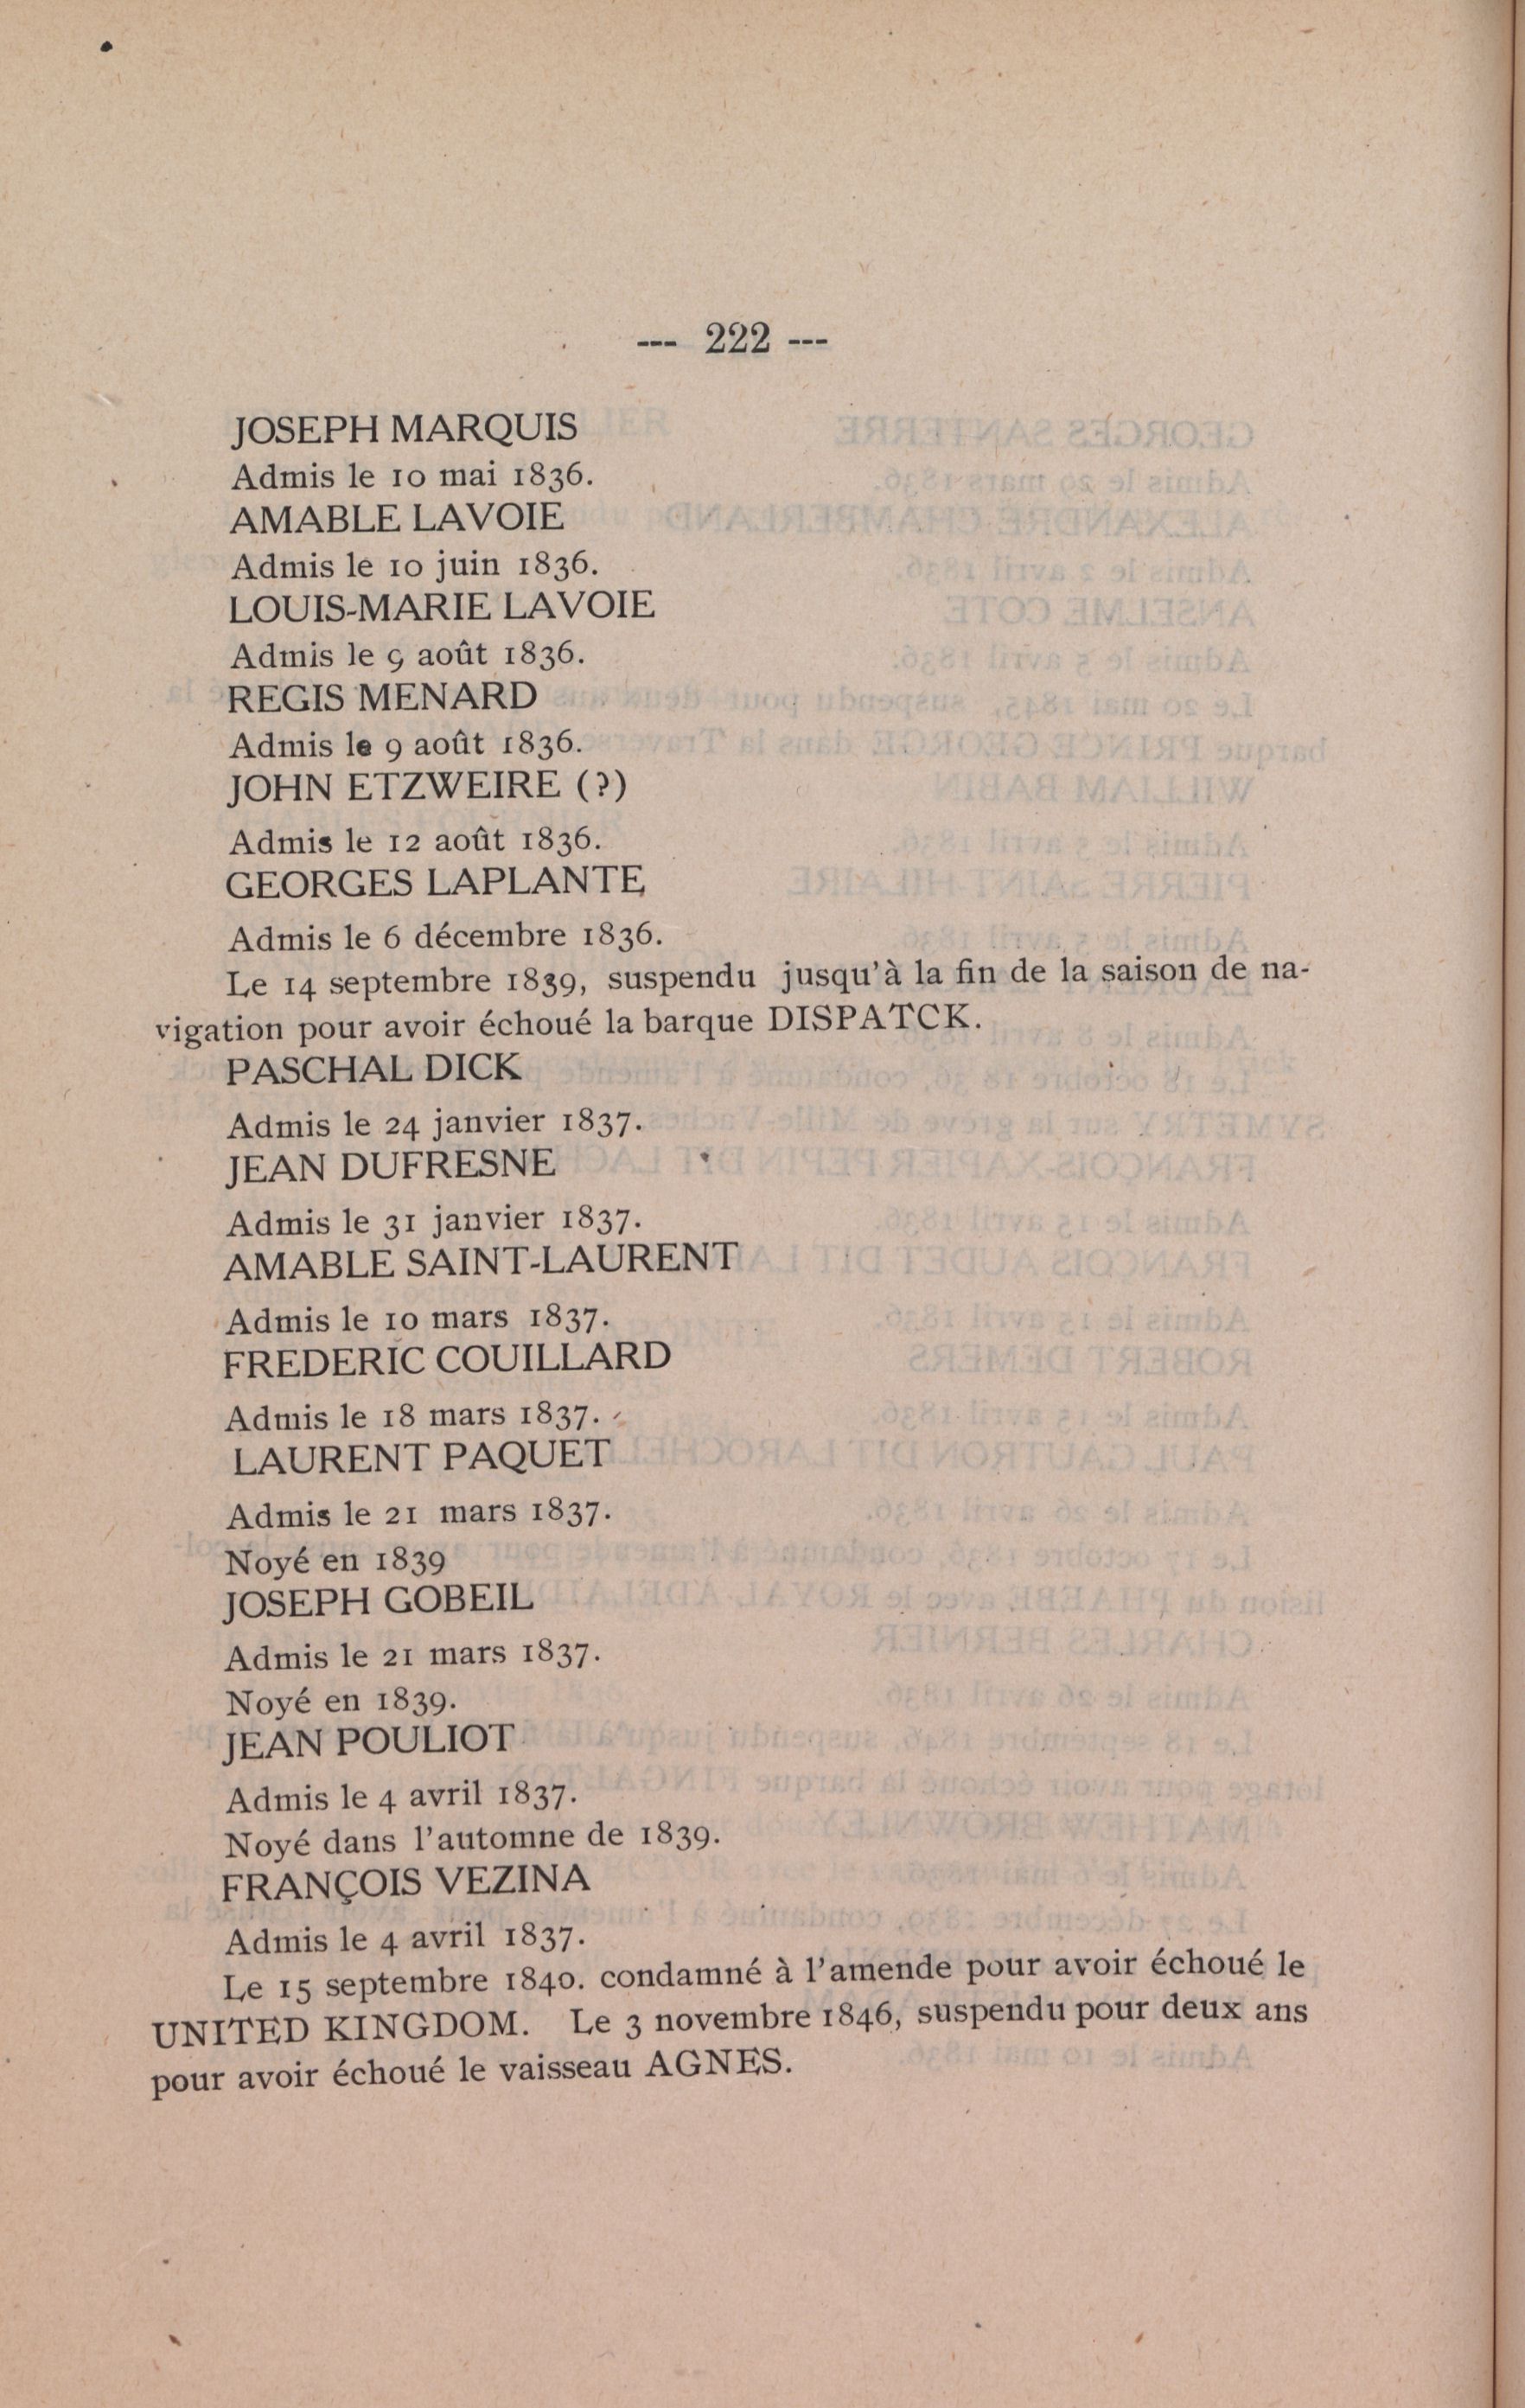 --- 222 ---
JOSEPH MARQUIS
Admis le 10 mai 1836.
AMABLE LAVOIE
Admis le 10 juin 1836.
LOUIS-MARIE LAVOIE
Admis le 9 août 1836.
REGIS MENARD
Admis le 9 août 1836.
JOHN ETZWEIRE (?)
Admis le 12 août 1836.
GEORGES LAPLANTE
Admis le 6 décembre 1836.
Le 14 septembre 1839, suspendu jusqu'à la fin de la saison de na-
vigation pour avoir échoué la barque DISPATCK.
PASCHAL DICK
Admis le 24 janvier 1837.
JEAN DUFRESNE
Admis le 31 janvier 1837.
AMABLE SAINT-LAURENT
Admis le 10 mars 1837.
FREDERIC COUILLARD
Admis le 18 mars 1837.
LAURENT PAQUET
Admis le 21 mars 1837.
Noyé en 1839
JOSEPH GOBEIL
Admis le 21 mars 1837.
Noyé en 1839.
JEAN POULIOT
Admis le 4 avril 1837.
Noyé dans l'automne de 1839.
FRANÇOIS VEZINA
Admis le 4 avril 1837.
Le 15 septembre 1840. condamné à l'amende pour avoir échoué le
UNITED KINGDOM. Le 3 novembre 1846, suspendu pour deux ans
pour avoir échoué le vaisseau AGNES.